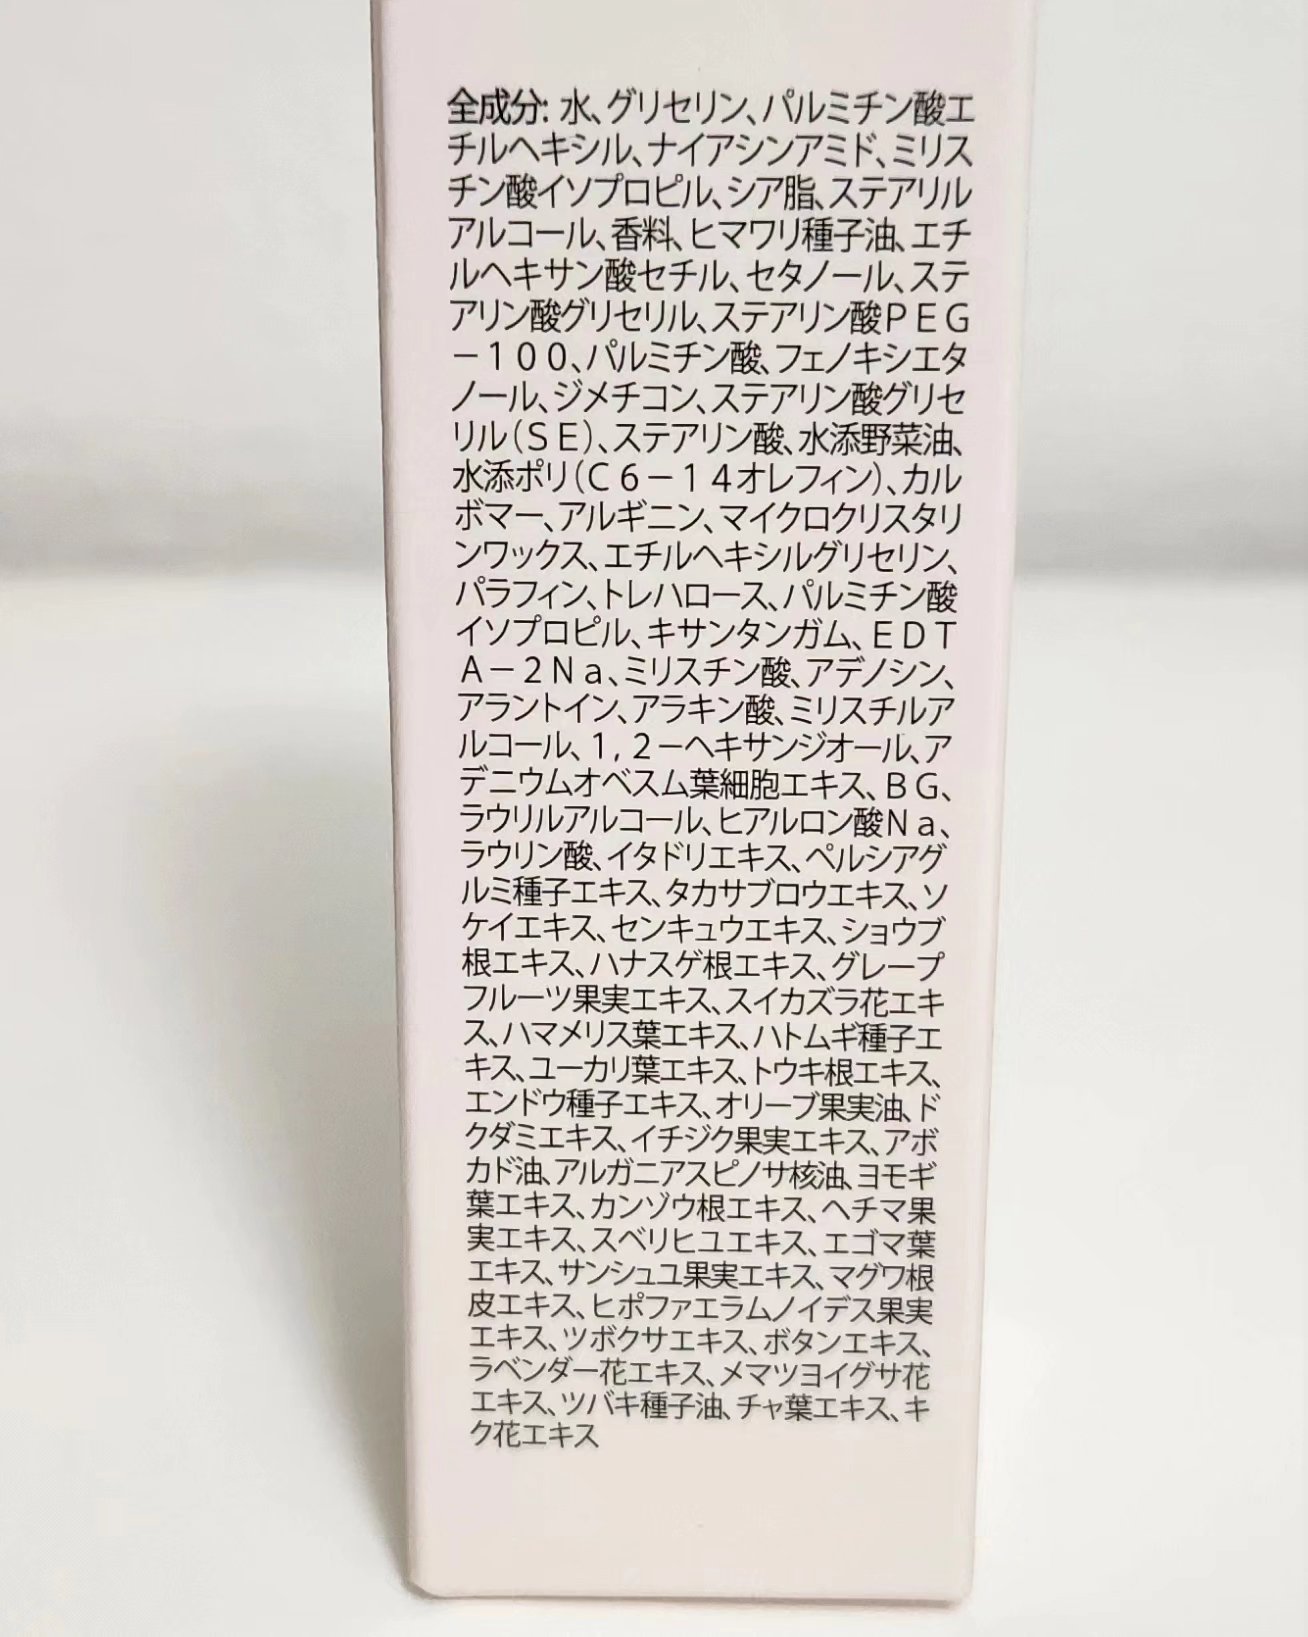 全成分: 水、グリセリン、パルミチン酸エ
チルヘキシル、ナイアシンアミド、ミリス
チン酸イソプロピル、シア脂、ステアリル
アルコール、香料、ヒマワリ種子油、エチ
ルヘキサン酸セチル、セタノール、ステ
アリン酸グリセリル、ステアリン酸ＰＥＧ
－１００、パルミチン酸、フェノキシエタ
ノール、ジメチコン、ステアリン酸グリセ
リル（ＳＥ）、ステアリン酸、水添野菜油、
水添ポリ（Ｃ６－１４オレフィン）、カル
ボマー、アルギニン、マイクロクリスタリ
ンワックス、エチルヘキシルグリセリン、
パラフィン、トレハロース、パルミチン酸
イソプロピル、キサンタンガム、ＥＤＴ
Ａ－２Ｎａ、ミリスチン酸、アデノシン、
アラントイン、アラキン酸、ミリスチルア
ルコール、１，２－ヘキサンジオール、ア
デニウムオベスム葉細胞エキス、ＢＧ、
ラウリルアルコール、ヒアルロン酸Ｎａ、
ラウリン酸、イタドリエキス、ペルシアグ
ルミ種子エキス、タカサブロウエキス、ソ
ケイエキス、センキュウエキス、ショウブ
根エキス、ハナスゲ根エキス、グレープ
フルーツ果実エキス、スイカズラ花エキ
ス、ハマメリス葉エキス、ハトムギ種子エ
キス、ユーカリ葉エキス、トウキ根エキス、
エンドウ種子エキス、オリーブ果実油、ド
クダミエキス、イチジク果実エキス、アボ
カド油、アルガニアスピノサ核油、ヨモギ
葉エキス、カンゾウ根エキス、ヘチマ果
実エキス、スベリヒユエキス、エゴマ葉
エキス、サンシュユ果実エキス、マグワ根
皮エキス、ヒポファエラムノイデス果実
エキス、ツボクサエキス、ボタンエキス、
ラベンダー花エキス、メマツヨイグサ花
エキス、ツバキ種子油、チャ葉エキス、キ
ク花エキス